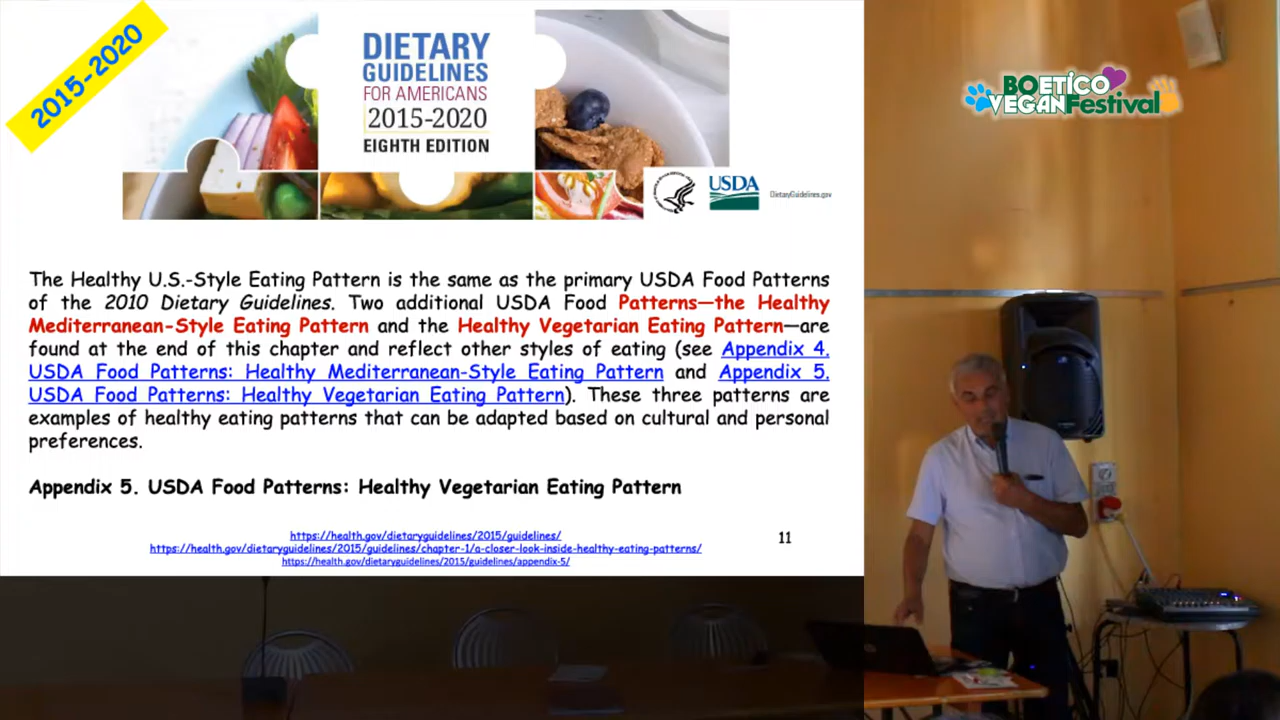 2015-2020
DIETARY
GUIDELINES
FOR AMERICANS
2015-2020
EIGHTH EDITION
USDA
DietaryGuidelines.gov
BOETÍCO
VEGANFestival
The Healthy U.S.-Style Eating Pattern is the same as the primary USDA Food Patterns
of the 2010 Dietary Guidelines. Two additional USDA Food Patterns—the Healthy
Mediterranean-Style Eating Pattern and the Healthy Vegetarian Eating Pattern—are
found at the end of this chapter and reflect other styles of eating (see Appendix 4.
USDA Food Patterns: Healthy Mediterranean-Style Eating Pattern and Appendix 5.
USDA Food Patterns: Healthy Vegetarian Eating Pattern). These three patterns are
examples of healthy eating patterns that can be adapted based on cultural and personal
preferences.
Appendix 5. USDA Food Patterns: Healthy Vegetarian Eating Pattern
https://health.gov/dietaryguidelines/2015/guidelines/
https://health.gov/dietaryguidelines/2015/guidelines/chapter-1/a-closer-look-inside-healthy-eating-patterns/
https://health.gov/dietaryguidelines/2015/guidelines/appendix-5/
11